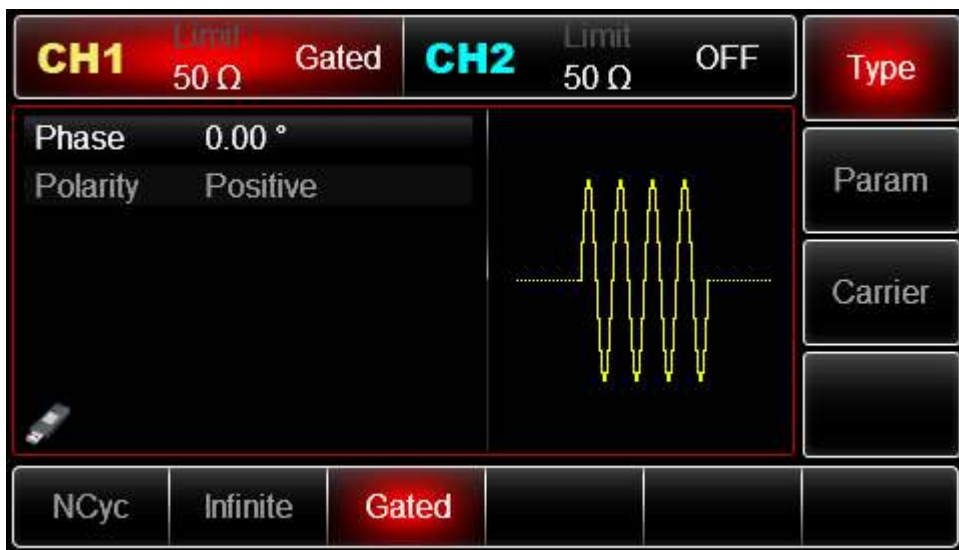 CH1 Limit 50 Ω Gated
CH2 Limit 50 Ω OFF
Type
Phase 0.00 °
Polarity Positive
Param
Carrier
NCyc Infinite Gated